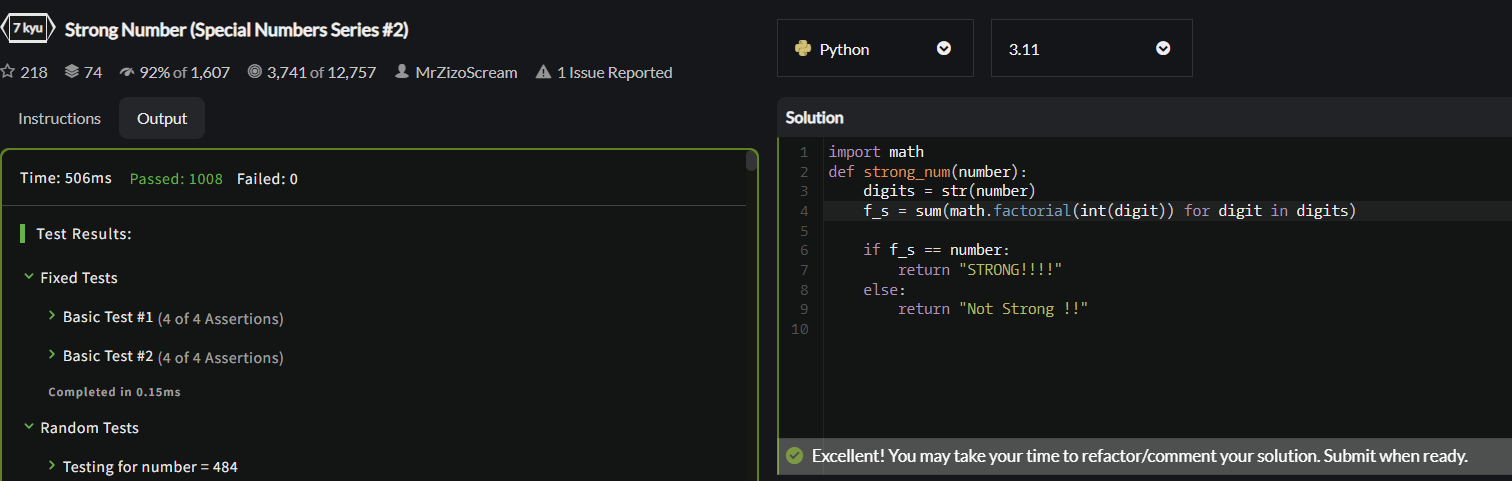 7 kyu Strong Number (Special Numbers Series #2)
218 74 92% of 1,607 3,741 of 12,757 MrZizoScream 1 Issue Reported
Instructions Output
Time: 506ms Passed: 1008 Failed: 0
Test Results:
Fixed Tests
Basic Test #1 (4 of 4 Assertions)
Basic Test #2 (4 of 4 Assertions)
Completed in 0.15ms
Random Tests
Testing for number = 484
Python 3.11
Solution
1 import math
2 def strong_num(number):
3     digits = str(number)
4     f_s = sum(math.factorial(int(digit)) for digit in digits)
5
6     if f_s == number:
7         return "STRONG!!!!"
8     else:
9         return "Not Strong !!"
10
Excellent! You may take your time to refactor/comment your solution. Submit when ready.